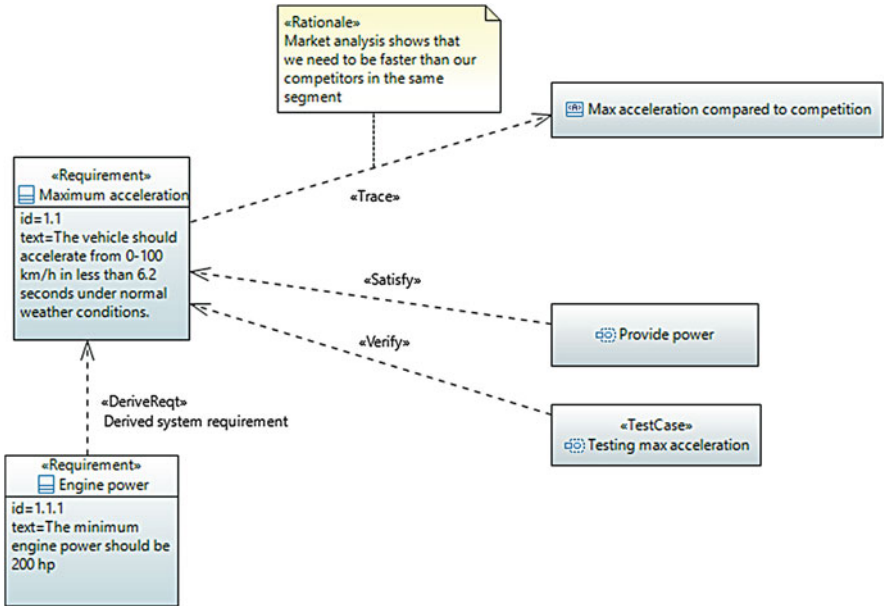 «Rationale»
Market analysis shows that
we need to be faster than our
competitors in the same
segment
Max acceleration compared to competition
«Requirement»
Maximum acceleration
id=1.1
text=The vehicle should
accelerate from 0-100
km/h in less than 6.2
seconds under normal
weather conditions.
«Trace»
«Satisfy»
Provide power
«Verify»
«TestCase»
Testing max acceleration
«DeriveReqt»
Derived system requirement
«Requirement»
Engine power
id=1.1.1
text=The minimum
engine power should be
200 hp